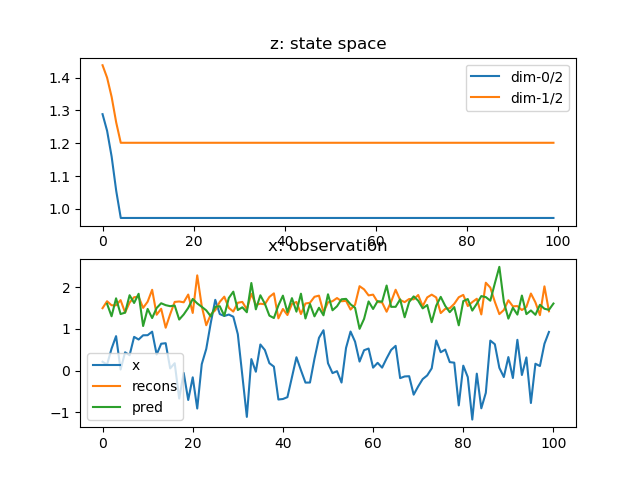 z: state space
1.4
1.3
1.2
1.1
1.0
dim-0/2
dim-1/2
0 20 40 60 80 100
x: observation
2
1
0
−1
x
recons
pred
0 20 40 60 80 100